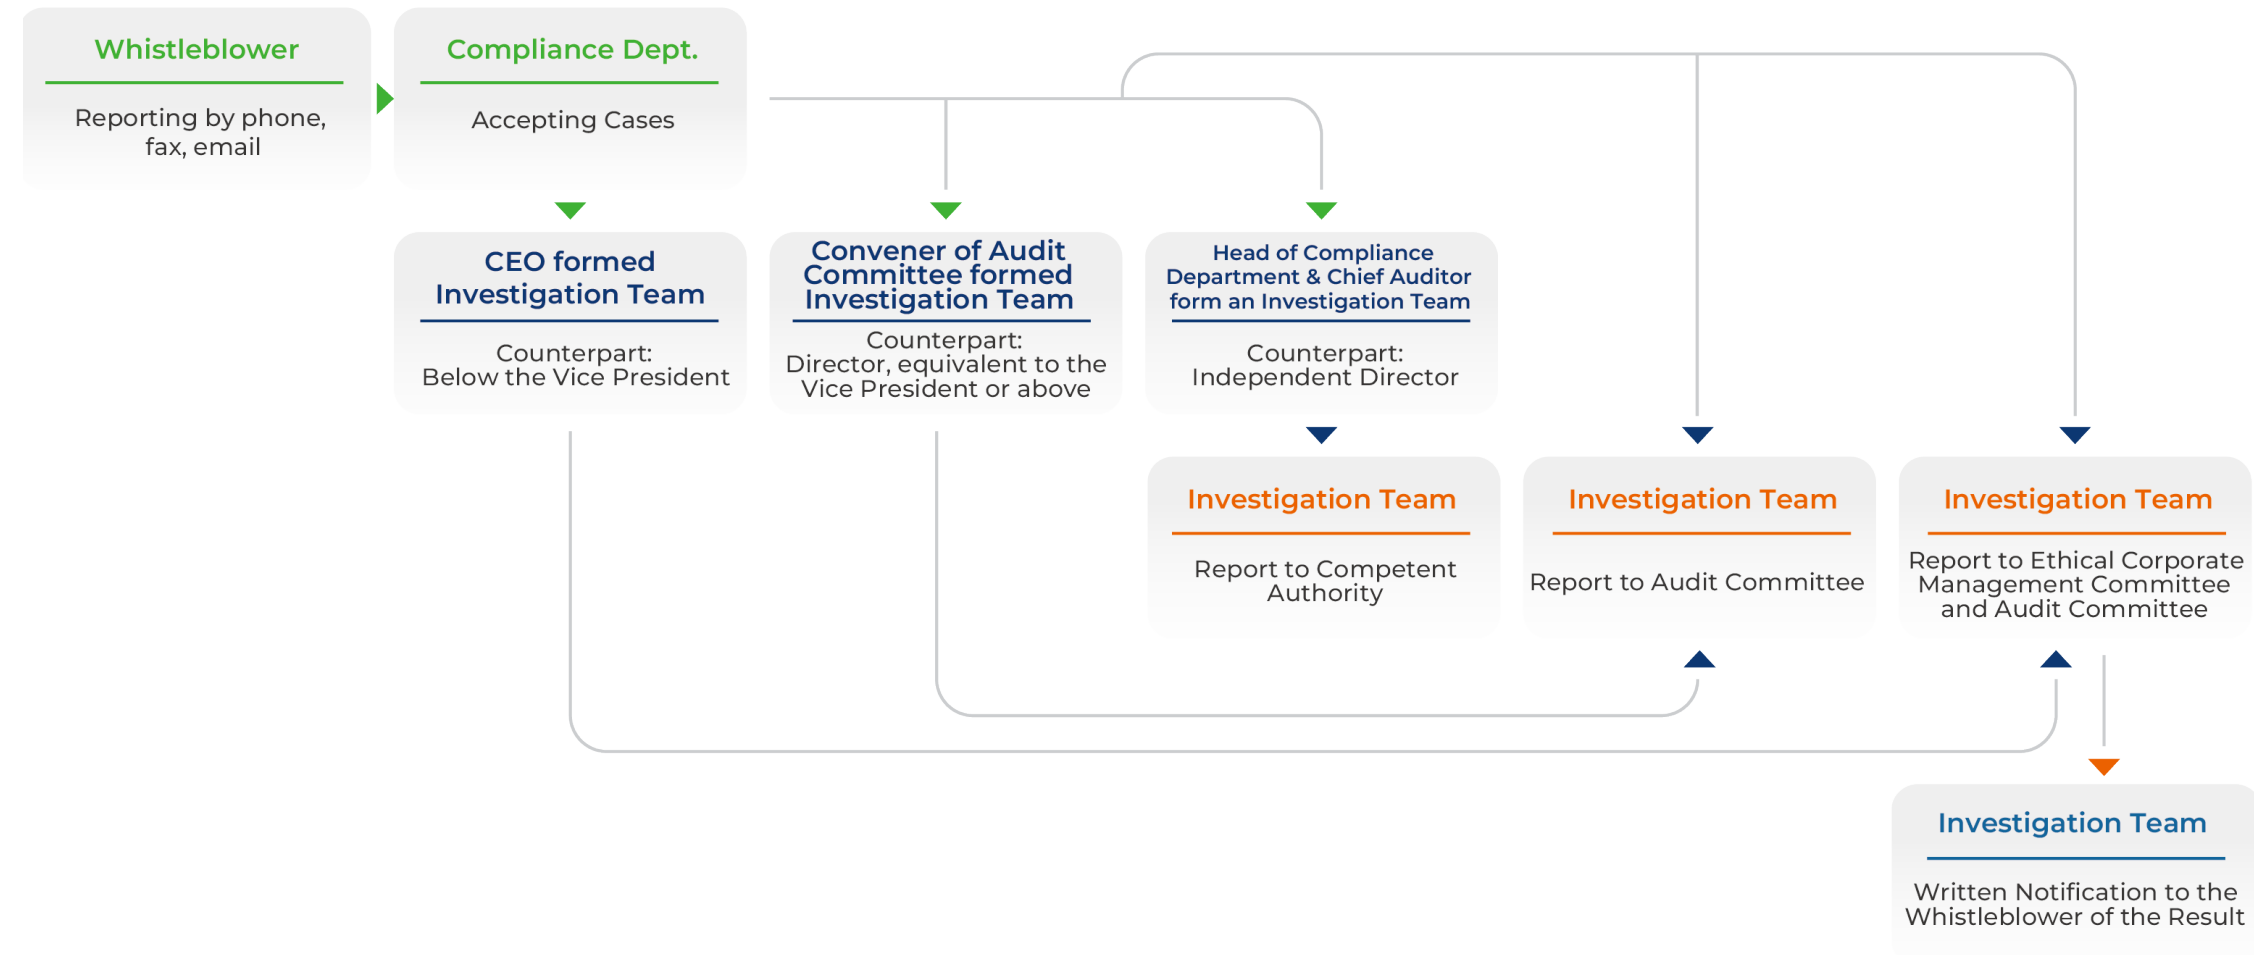 Whistleblower
Reporting by phone,
fax, email
Compliance Dept.
Accepting Cases
CEO formed
Investigation Team
Counterpart:
Below the Vice President
Convener of Audit
Committee formed
Investigation Team
Counterpart:
Director, equivalent to the
Vice President or above
Head of Compliance
Department & Chief Auditor
form an Investigation Team
Counterpart:
Independent Director
Investigation Team
Report to Competent
Authority
Investigation Team
Report to Audit Committee
Investigation Team
Report to Ethical Corporate
Management Committee
and Audit Committee
Investigation Team
Written Notification to the
Whistleblower of the Result